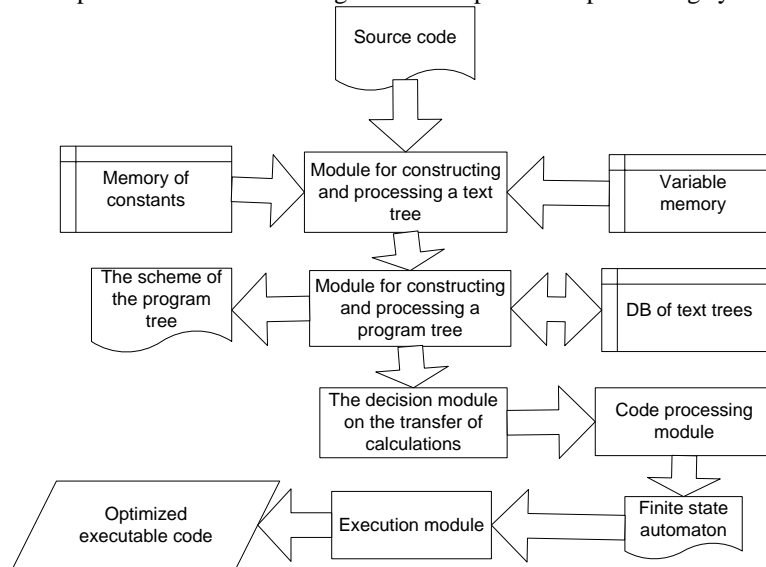 Source code
Memory of
constants
Module for constructing
and processing a text
tree
Variable
memory
The scheme of
the program
tree
Module for constructing
and processing a
program tree
DB of text trees
The decision module
on the transfer of
calculations
Code processing
module
Optimized
executable code
Execution module
Finite state
automaton